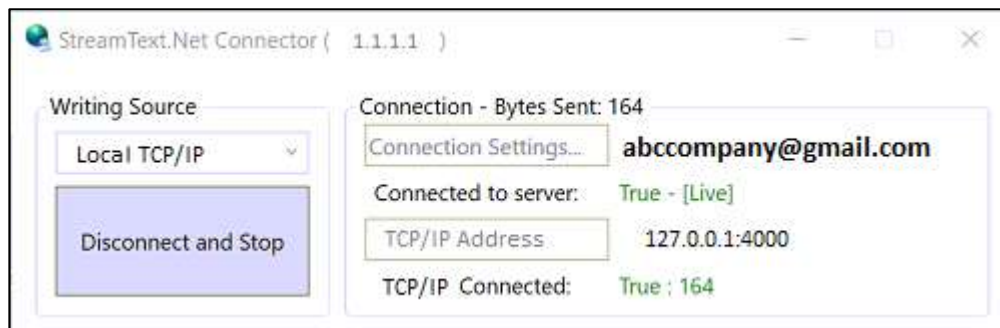 StreamText.Net Connector ( 1.1.1.1 )
Writing Source
Local TCP/IP
Disconnect and Stop
Connection - Bytes Sent: 164
Connection Settings... abccompany@gmail.com
Connected to server: True - [Live]
TCP/IP Address 127.0.0.1:4000
TCP/IP Connected: True : 164